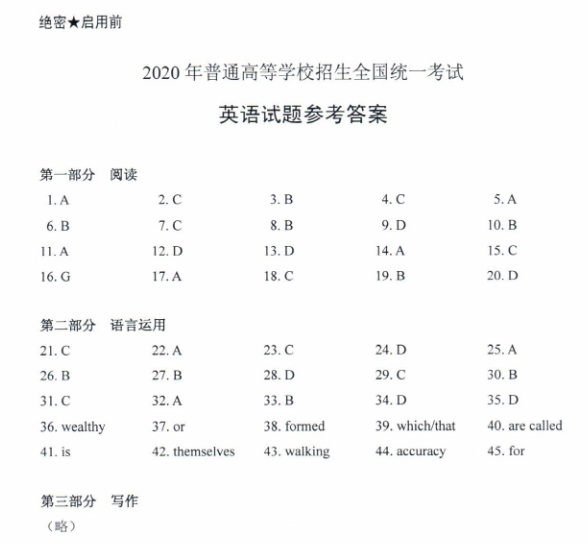 绝密★启用前
2020 年普通高等学校招生全国统一考试
英语试题参考答案
第一部分 阅读
1. A 2. C 3. B 4. C 5. A
6. B 7. C 8. B 9. D 10. B
11. A 12. D 13. D 14. A 15. C
16. G 17. A 18. C 19. B 20. D
第二部分 语言运用
21. C 22. A 23. C 24. D 25. A
26. B 27. B 28. D 29. C 30. B
31. C 32. A 33. B 34. D 35. D
36. wealthy 37. or 38. formed 39. which/that 40. are called
41. is 42. themselves 43. walking 44. accuracy 45. for
第三部分 写作
（略）